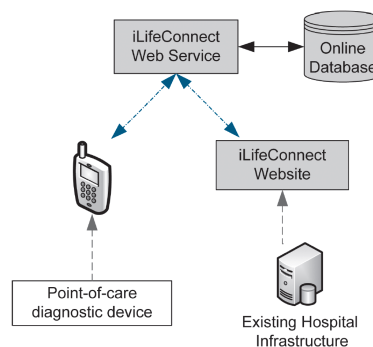 iLifeConnect
Web Service
Online
Database
iLifeConnect
Website
Point-of-care
diagnostic device
Existing Hospital
Infrastructure